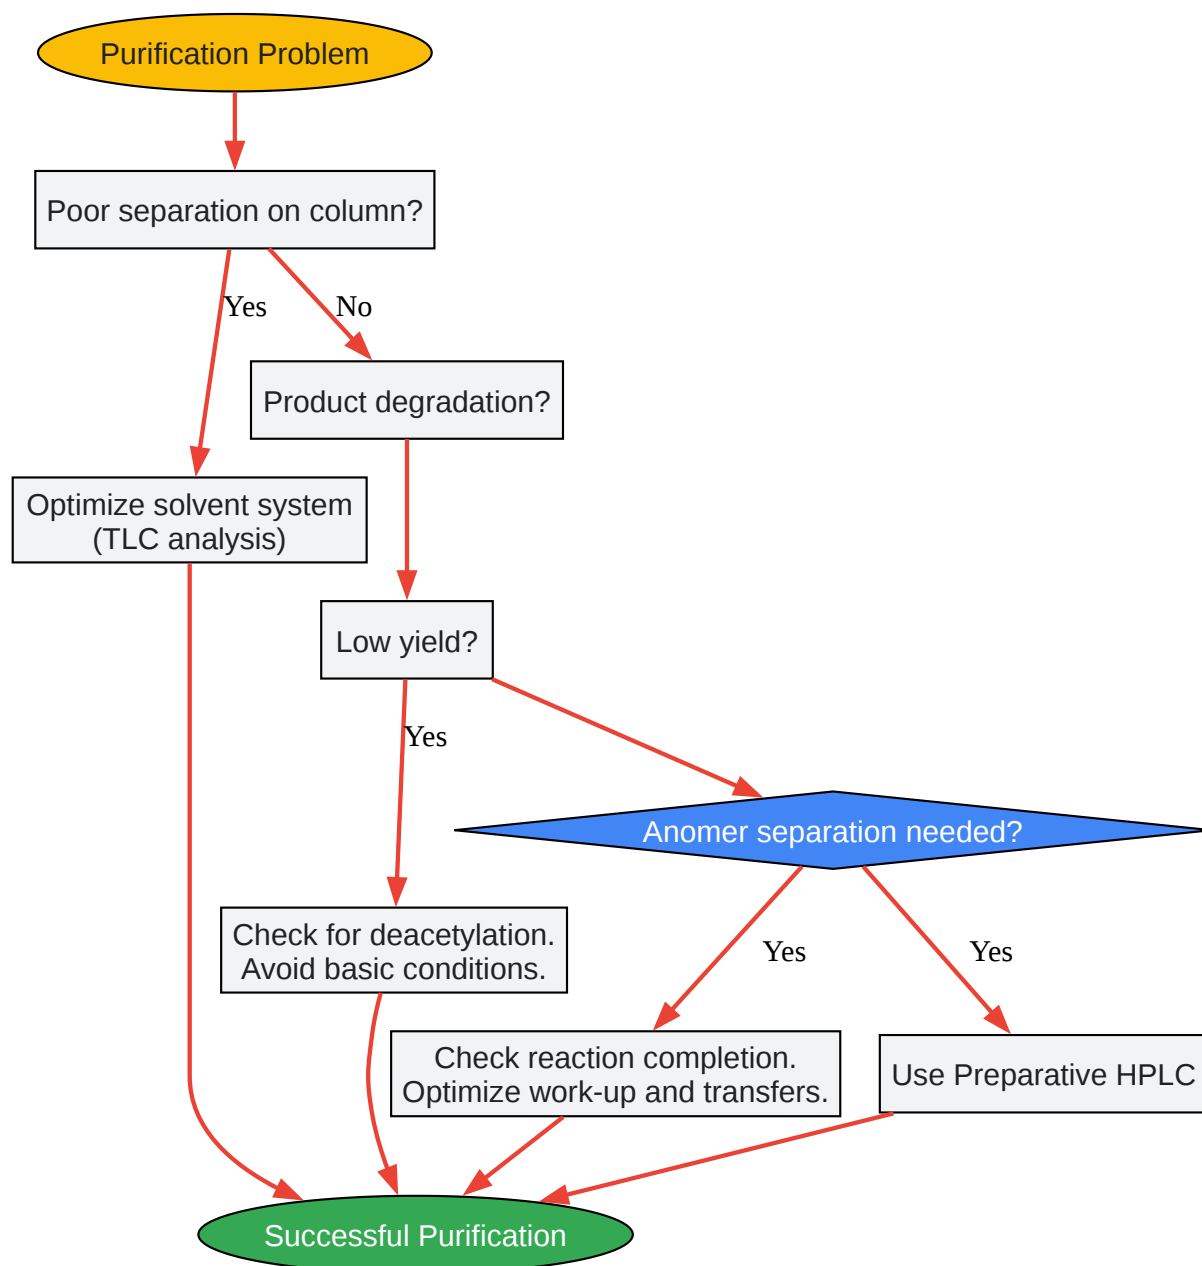 Purification Problem
Poor separation on column?
Yes
No
Product degradation?
Optimize solvent system
(TLC analysis)
Low yield?
Yes
Anomer separation needed?
Check for deacetylation.
Avoid basic conditions.
Yes
Yes
Check reaction completion.
Optimize work-up and transfers.
Use Preparative HPLC
Successful Purification